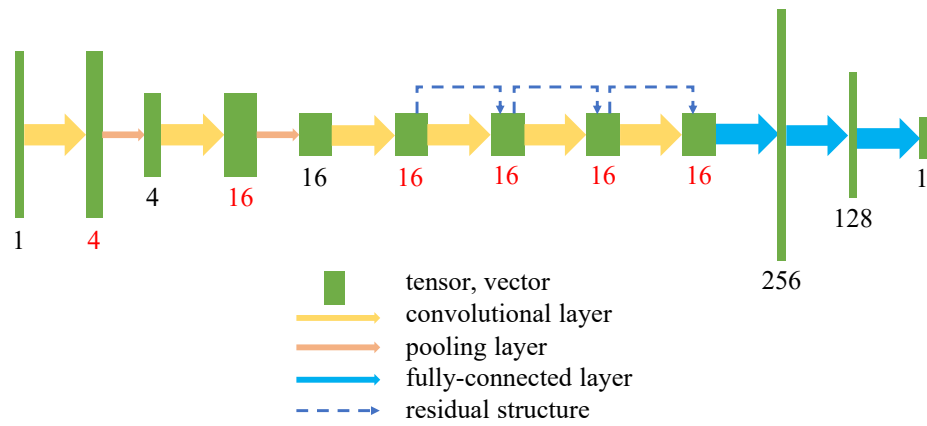 1
4
4
16
16
16
16
16
16
256
128
1
tensor, vector
convolutional layer
pooling layer
fully-connected layer
residual structure